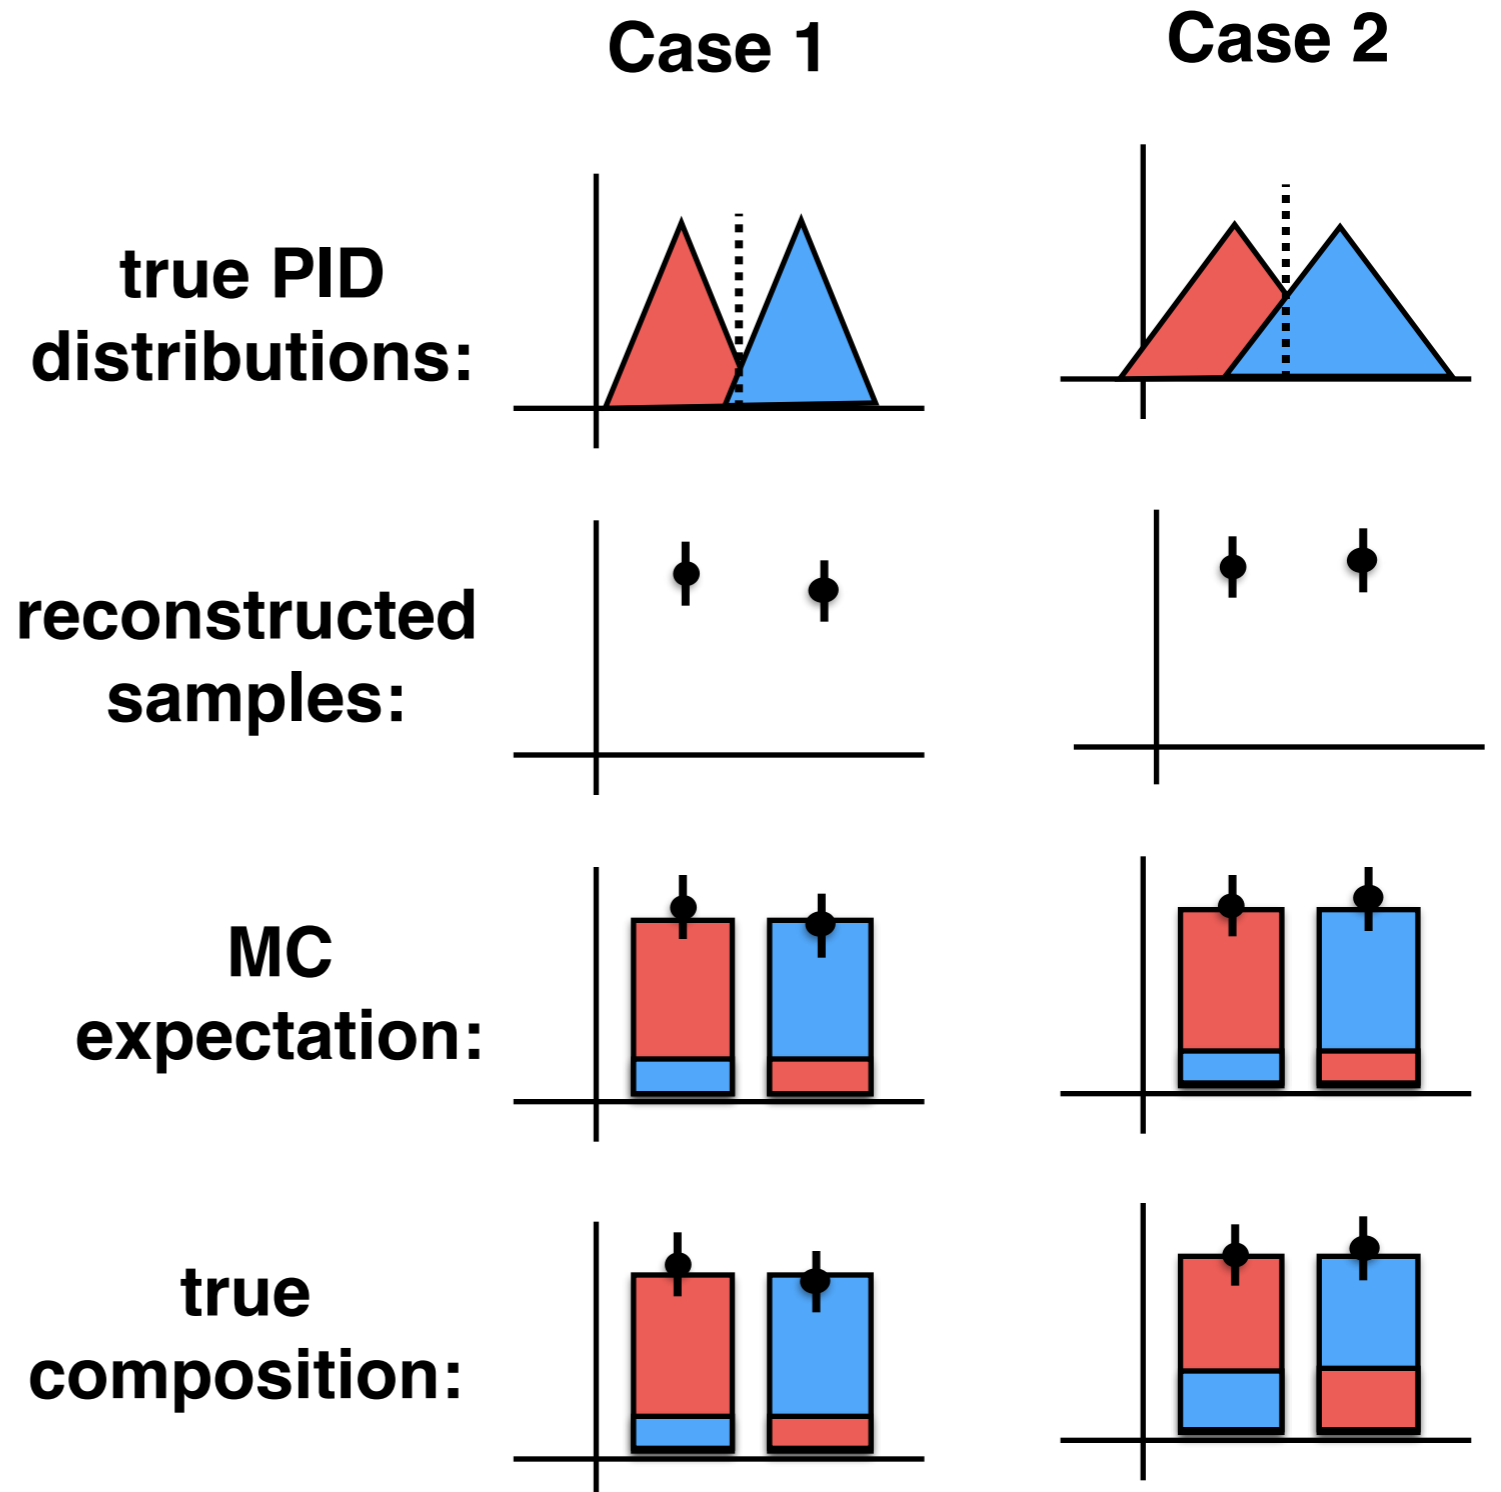 Case 1
Case 2
true PID
distributions:
reconstructed
samples:
MC
expectation:
true
composition: